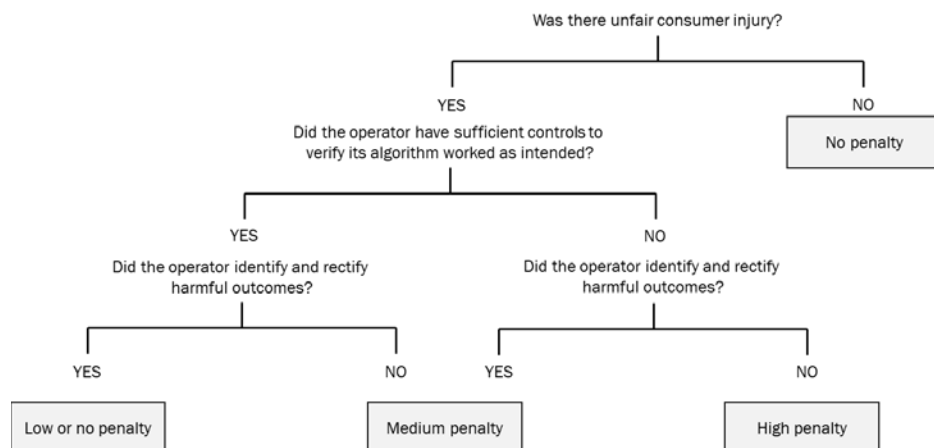 Was there unfair consumer injury?
YES
NO
Did the operator have sufficient controls to
verify its algorithm worked as intended?
No penalty
YES
NO
Did the operator identify and rectify
harmful outcomes?
Did the operator identify and rectify
harmful outcomes?
YES
NO
YES
NO
Low or no penalty
Medium penalty
High penalty